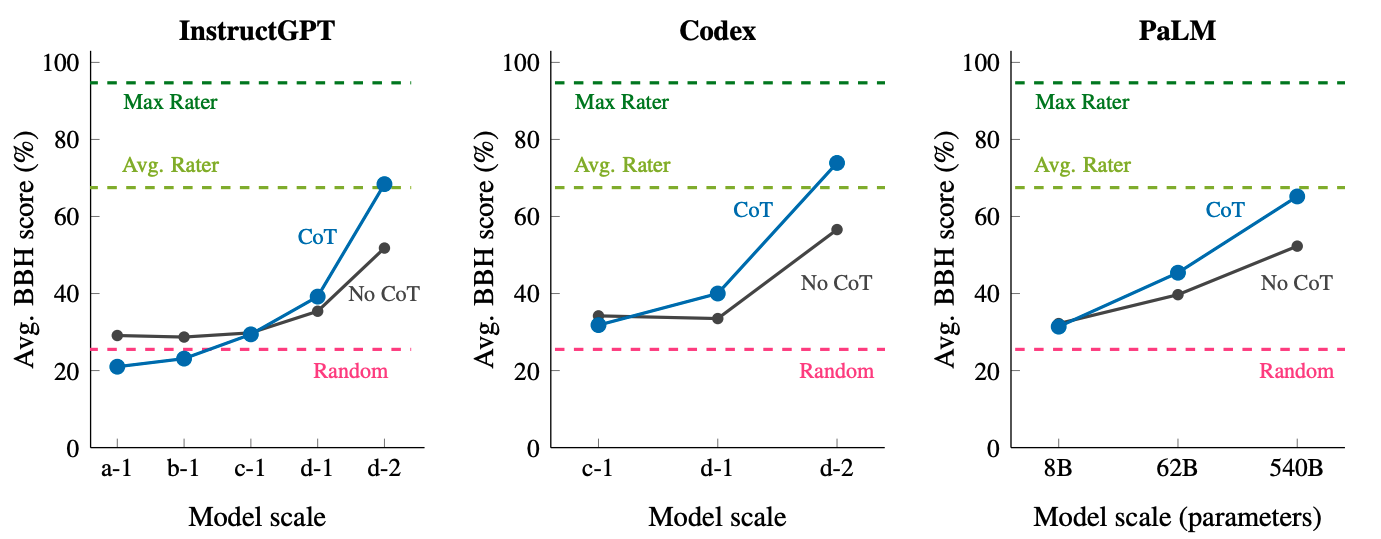 InstructGPT
100
80
60
40
20
0
Avg. BBH score (%)
Max Rater
Avg. Rater
CoT
No CoT
Random
a-1 b-1 c-1 d-1 d-2
Model scale
Codex
100
80
60
40
20
0
Avg. BBH score (%)
Max Rater
Avg. Rater
CoT
No CoT
Random
c-1 d-1 d-2
Model scale
PaLM
100
80
60
40
20
0
Avg. BBH score (%)
Max Rater
Avg. Rater
CoT
No CoT
Random
8B 62B 540B
Model scale (parameters)